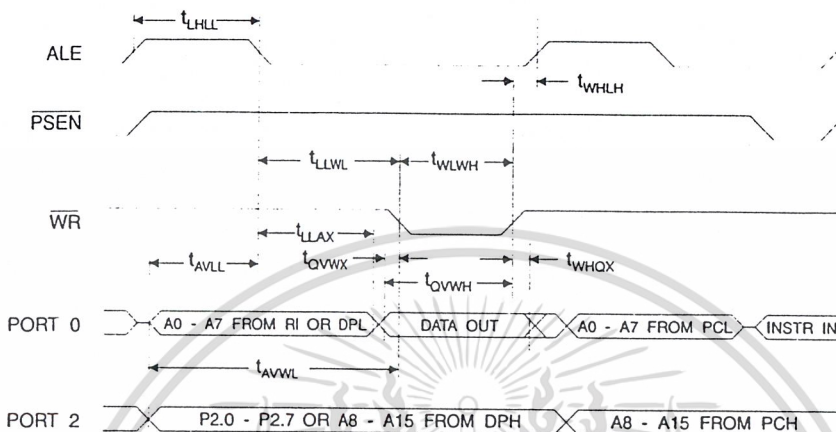 tLHLL
ALE
tWHLH
PSEN
tLLWL
tWLWH
WR
tLLAX
tAVLL
tQVWX
tWHQX
tQVWH
PORT 0
A0 - A7 FROM RI OR DPL
DATA OUT
A0 - A7 FROM PCL
INSTR IN
tAVWL
PORT 2
P2.0 - P2.7 OR A8 - A15 FROM DPH
A8 - A15 FROM PCH